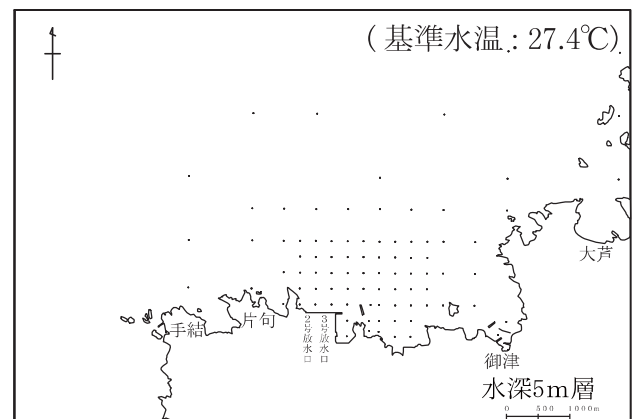 (基準水温:27.4℃)
大芦
手結
片句
2号放水口
3号放水口
御津
水深5m層
0 500 1000m